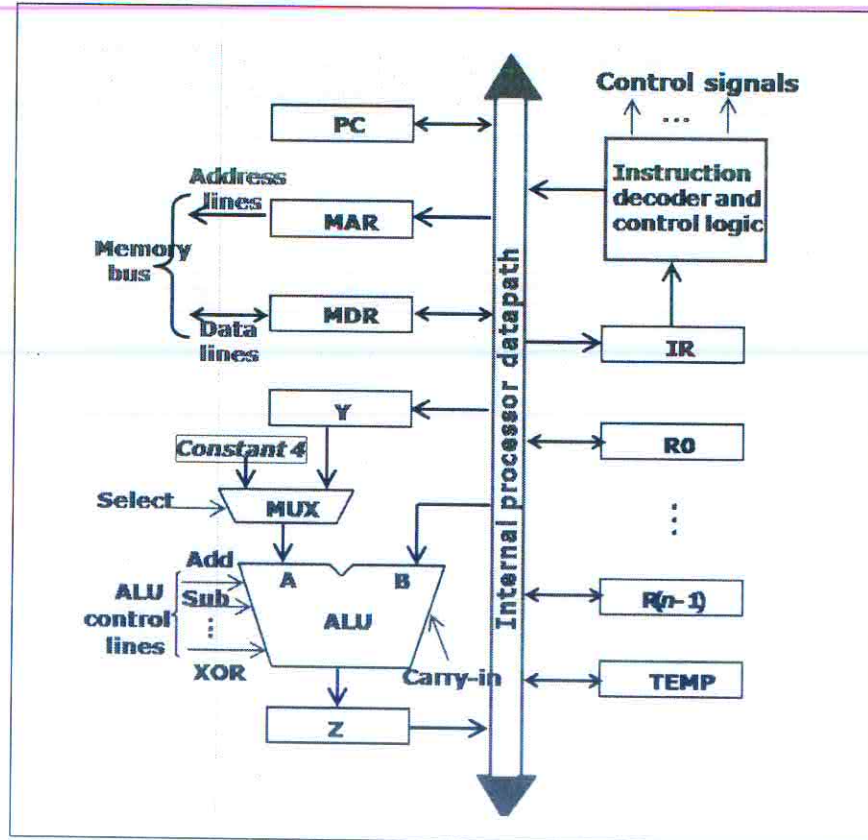 Control signals
...
PC
Instruction
decoder and
control logic
Address
lines
MAR
Memory
bus
MDR
Data
lines
IR
Y
Constant 4
R0
Select
MUX
Internal processor datapath
Add
A
B
ALU
control
lines
Sub
ALU
R(n-1)
XOR
Carry-in
TEMP
Z